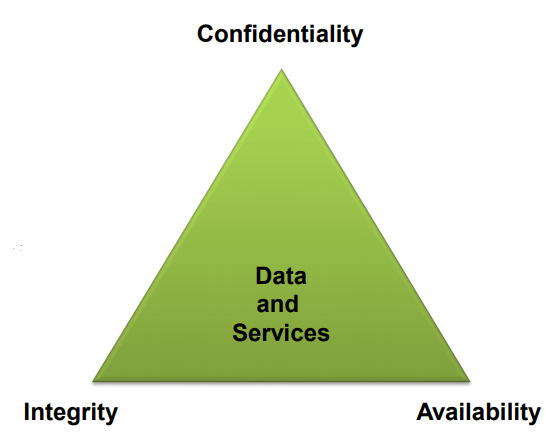 Confidentiality
Data
and
Services
Integrity
Availability